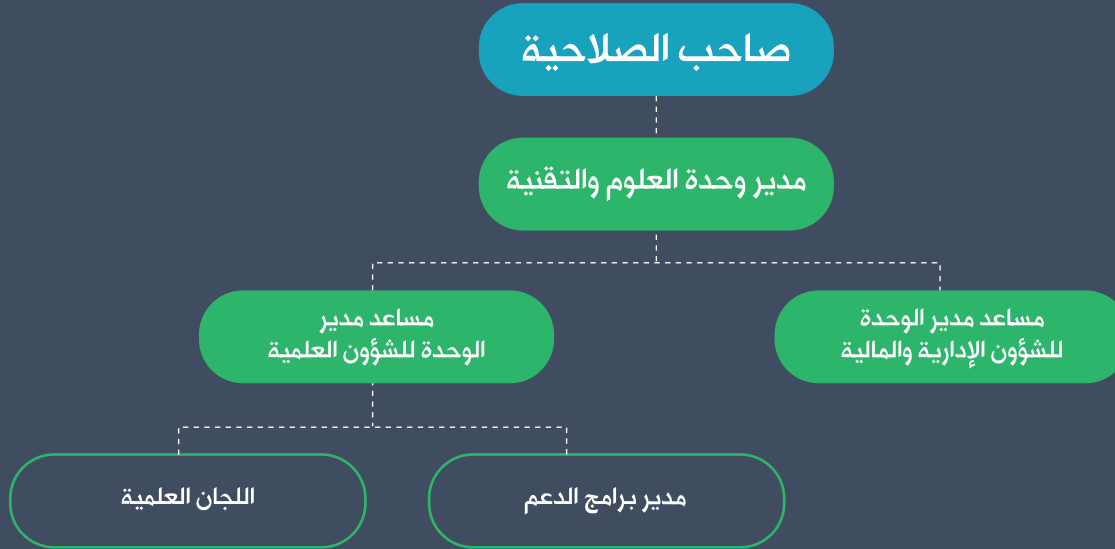 صاحب الصلاحية
مدير وحدة العلوم والتقنية
مساعد مدير الوحدة
للشؤون الإدارية والمالية
مساعد مدير
الوحدة للشؤون العلمية
مدير برامج الدعم
اللجان العلمية